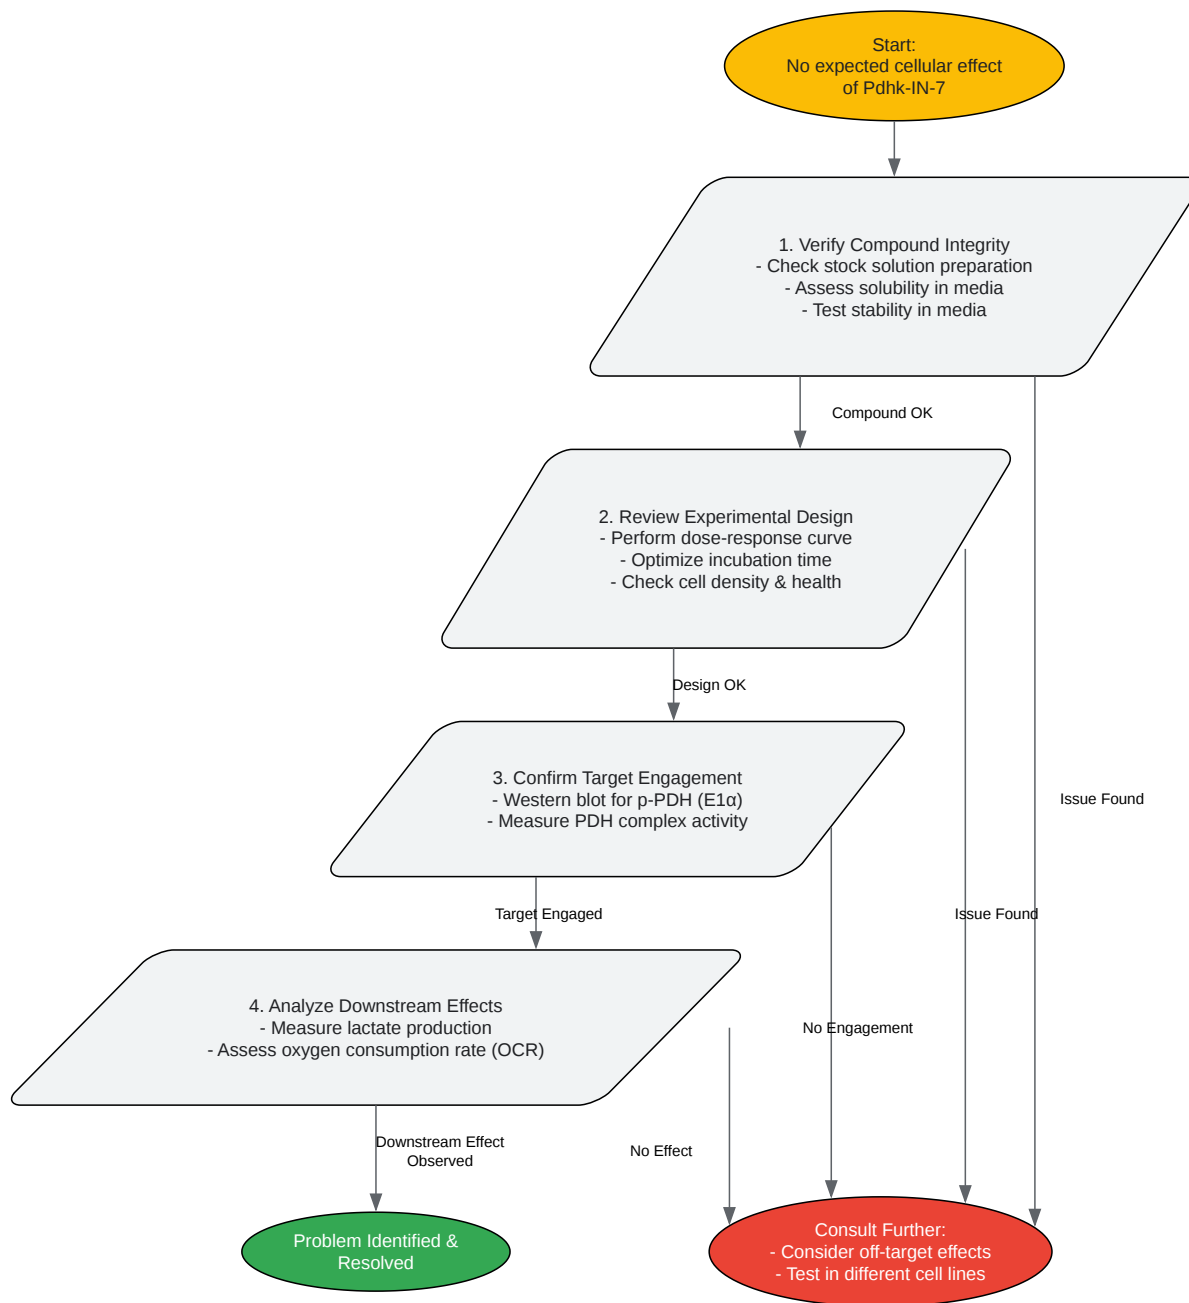 Start:
No expected cellular effect
of Pdhk-IN-7
1. Verify Compound Integrity
- Check stock solution preparation
- Assess solubility in media
- Test stability in media
Compound OK
2. Review Experimental Design
- Perform dose-response curve
- Optimize incubation time
- Check cell density & health
Design OK
3. Confirm Target Engagement
- Western blot for p-PDH (E1α)
- Measure PDH complex activity
Issue Found
Target Engaged
Issue Found
4. Analyze Downstream Effects
- Measure lactate production
- Assess oxygen consumption rate (OCR)
No Engagement
Downstream Effect
Observed
No Effect
Problem Identified &
Resolved
Consult Further:
- Consider off-target effects
- Test in different cell lines